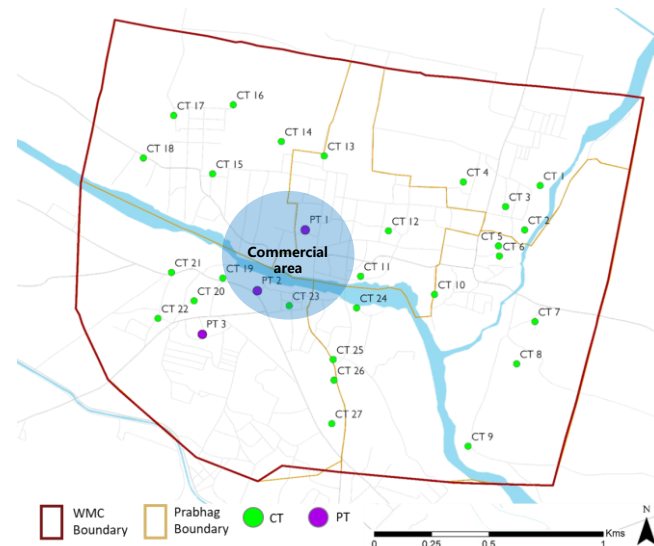 CT 16
CT 17
CT 14
CT 13
CT 18
CT 15
CT 4
CT 1
CT 3
CT 2
PT 1
CT 12
CT 5
CT 6
Commercial
area
CT 21
CT 19
CT 11
PT 2
CT 10
CT 20
CT 23
CT 24
CT 22
CT 7
PT 3
CT 25
CT 8
CT 26
CT 27
CT 9
WMC
Boundary
Prabhag
Boundary
CT
PT
N
Kms
0
0.25
0.5
1